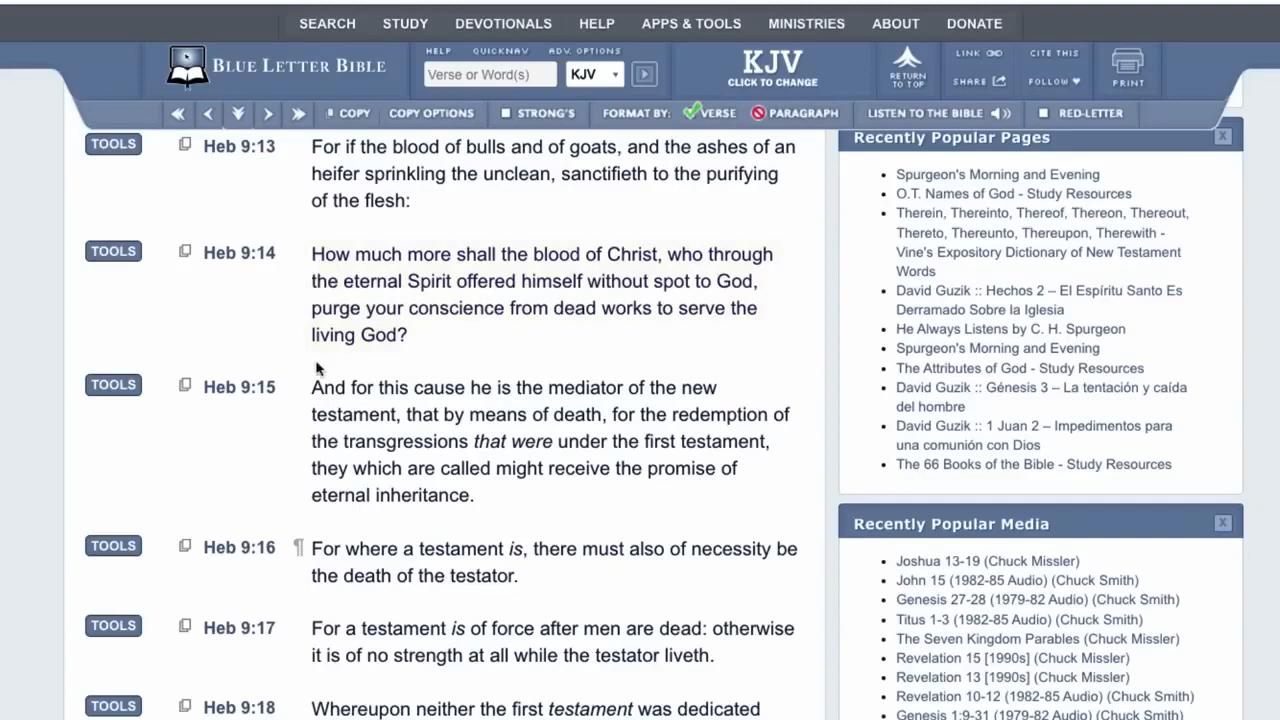 SEARCH STUDY DEVOTIONALS HELP APPS & TOOLS MINISTRIES ABOUT DONATE
BLUE LETTER BIBLE
HELP QUICKNAV ADV. OPTIONS
Verse or Word(s) KJV
KJV
CLICK TO CHANGE
RETURN
TO TOP
LINK CITE THIS
SHARE FOLLOW
PRINT
COPY COPY OPTIONS STRONG'S FORMAT BY: VERSE PARAGRAPH LISTEN TO THE BIBLE RED-LETTER
TOOLS Heb 9:13 For if the blood of bulls and of goats, and the ashes of an
heifer sprinkling the unclean, sanctifieth to the purifying
of the flesh:
TOOLS Heb 9:14 How much more shall the blood of Christ, who through
the eternal Spirit offered himself without spot to God,
purge your conscience from dead works to serve the
living God?
TOOLS Heb 9:15 And for this cause he is the mediator of the new
testament, that by means of death, for the redemption of
the transgressions that were under the first testament,
they which are called might receive the promise of
eternal inheritance.
TOOLS Heb 9:16 ¶ For where a testament is, there must also of necessity be
the death of the testator.
TOOLS Heb 9:17 For a testament is of force after men are dead: otherwise
it is of no strength at all while the testator liveth.
TOOLS Heb 9:18 Whereupon neither the first testament was dedicated
Recently Popular Pages X
• Spurgeon's Morning and Evening
• O.T. Names of God - Study Resources
• Therein, Thereinto, Thereof, Thereon, Thereout,
Thereto, Thereunto, Thereupon, Therewith -
Vine's Expository Dictionary of New Testament
Words
• David Guzik :: Hechos 2 – El Espíritu Santo Es
Derramado Sobre la Iglesia
• He Always Listens by C. H. Spurgeon
• Spurgeon's Morning and Evening
• The Attributes of God - Study Resources
• David Guzik :: Génesis 3 – La tentación y caída
del hombre
• David Guzik :: 1 Juan 2 – Impedimentos para
una comunión con Dios
• The 66 Books of the Bible - Study Resources
Recently Popular Media X
• Joshua 13-19 (Chuck Missler)
• John 15 (1982-85 Audio) (Chuck Smith)
• Genesis 27-28 (1979-82 Audio) (Chuck Smith)
• Titus 1-3 (1982-85 Audio) (Chuck Smith)
• The Seven Kingdom Parables (Chuck Missler)
• Revelation 15 [1990s] (Chuck Missler)
• Revelation 13 [1990s] (Chuck Missler)
• Revelation 10-12 (1982-85 Audio) (Chuck Smith)
• Genesis 1:9-31 (1979-82 Audio) (Chuck Smith)